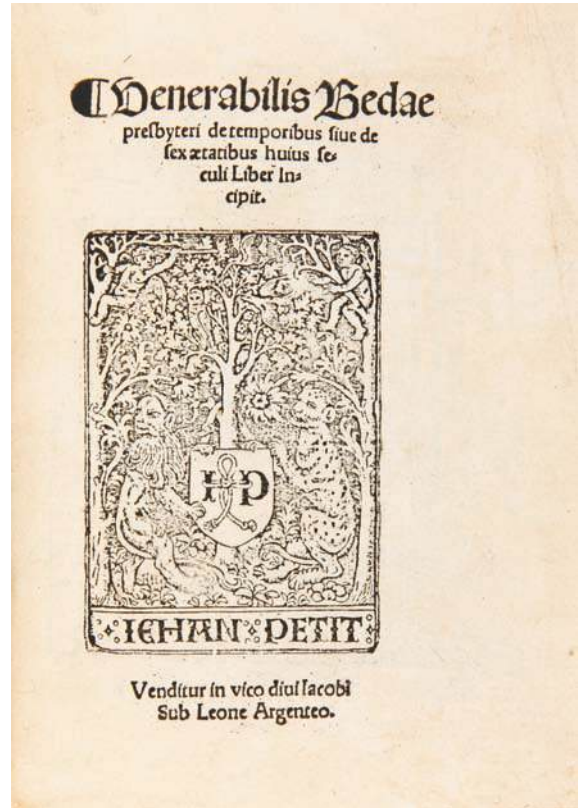 ¶Venerabilis Bedae
preſbyteri de temporibus ſiue de
ſex ætatibus huius ſe⸗
culi Liber In⸗
cipit.
I P
IEHAN PETIT
Venditur in vico diui Iacobi
Sub Leone Argenteo.